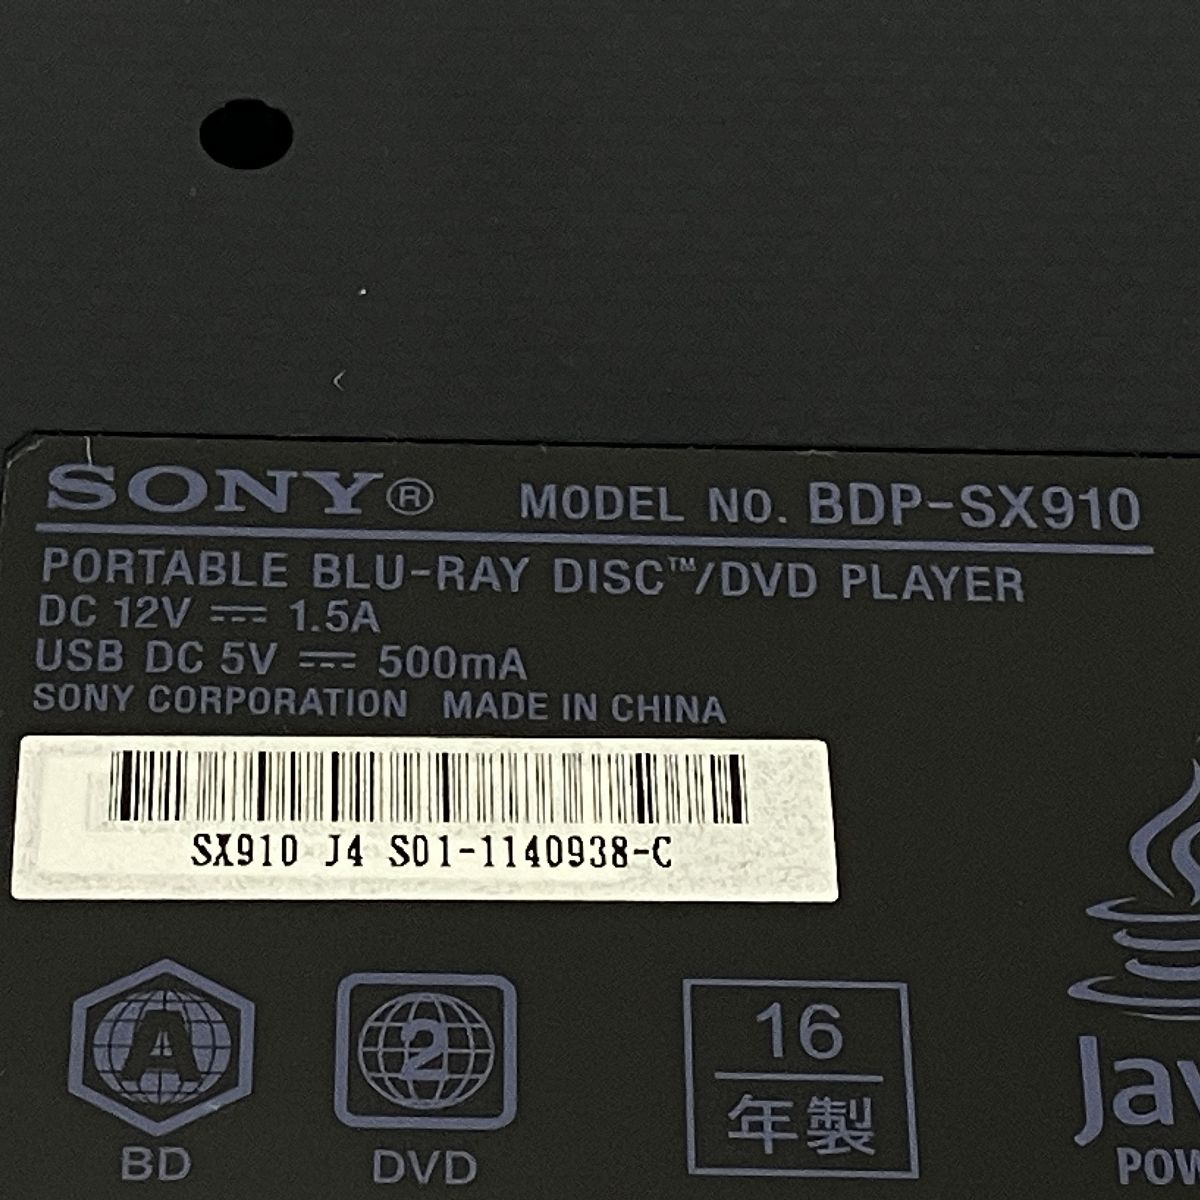 SONY® MODEL NO. BDP-SX910
PORTABLE BLU-RAY DISC™/DVD PLAYER
DC 12V ⎓ 1.5A
USB DC 5V ⎓ 500mA
SONY CORPORATION MADE IN CHINA
SX910 J4 S01-1140938-C
A
BD
2
DVD
16
年製
Jav
POW